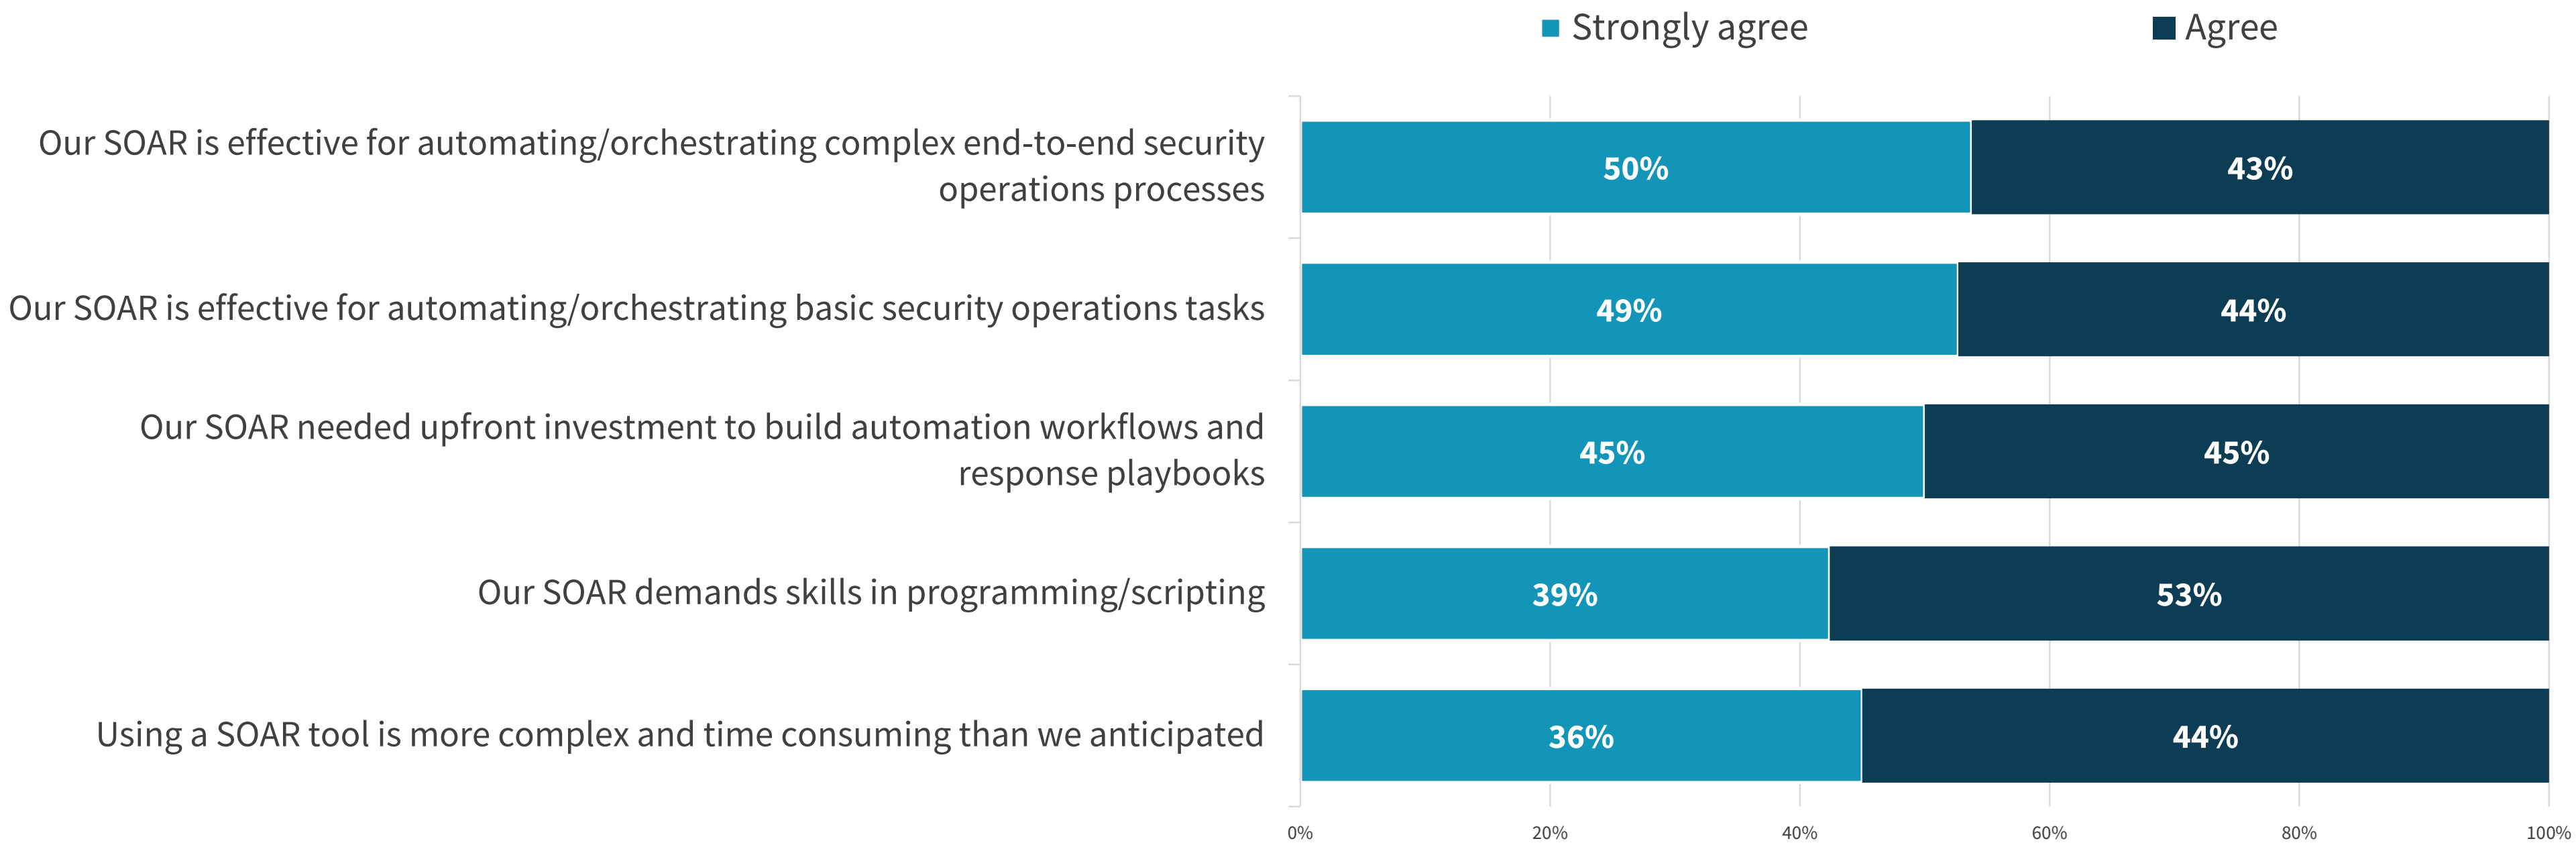 Strongly agree
Agree
Our SOAR is effective for automating/orchestrating complex end-to-end security
operations processes
50%
43%
Our SOAR is effective for automating/orchestrating basic security operations tasks
49%
44%
Our SOAR needed upfront investment to build automation workflows and
response playbooks
45%
45%
Our SOAR demands skills in programming/scripting
39%
53%
Using a SOAR tool is more complex and time consuming than we anticipated
36%
44%
0%
20%
40%
60%
80%
100%